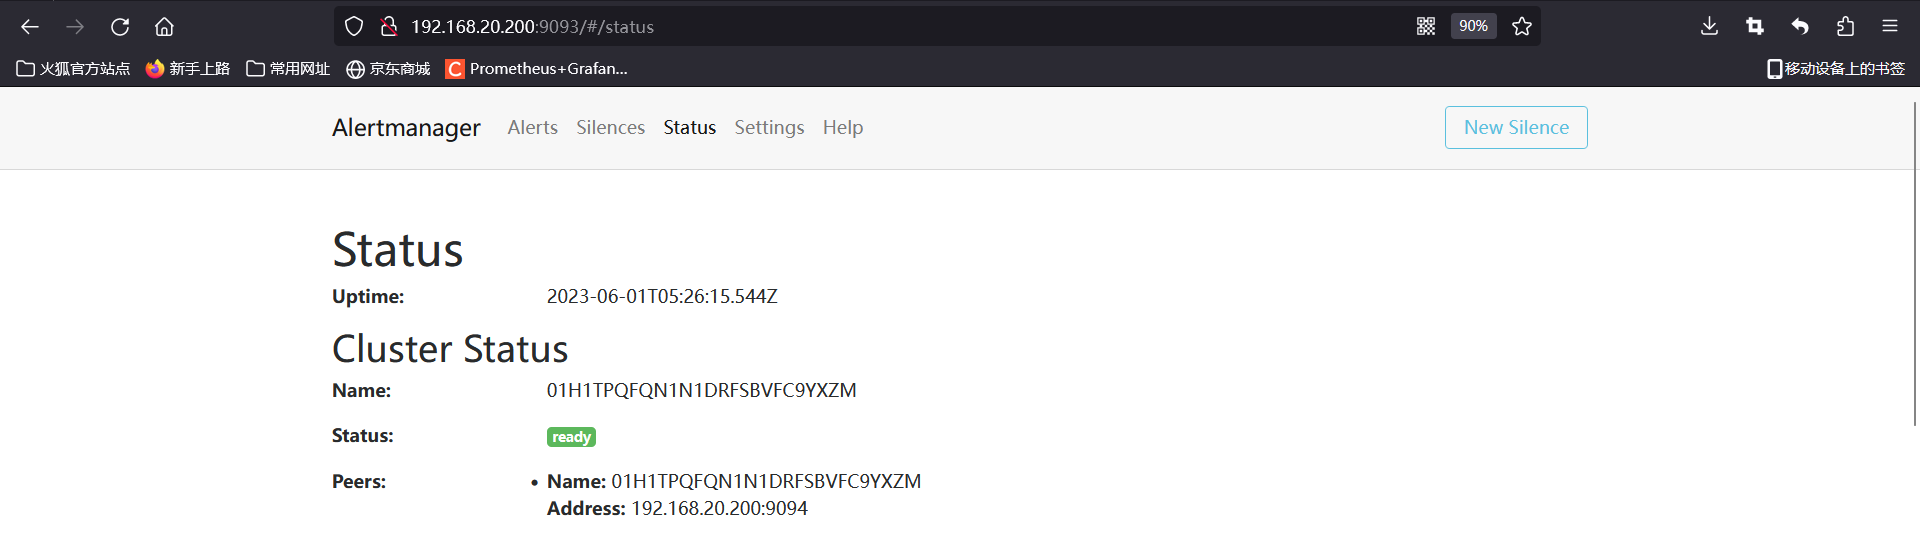 192.168.20.200:9093/#/status 90%
火狐官方站点 新手上路 常用网址 京东商城 C Prometheus+Grafan... 移动设备上的书签
Alertmanager Alerts Silences Status Settings Help New Silence
Status
Uptime: 2023-06-01T05:26:15.544Z
Cluster Status
Name: 01H1TPQFQN1N1DRFSBVFC9YXZM
Status: ready
Peers: • Name: 01H1TPQFQN1N1DRFSBVFC9YXZM
Address: 192.168.20.200:9094